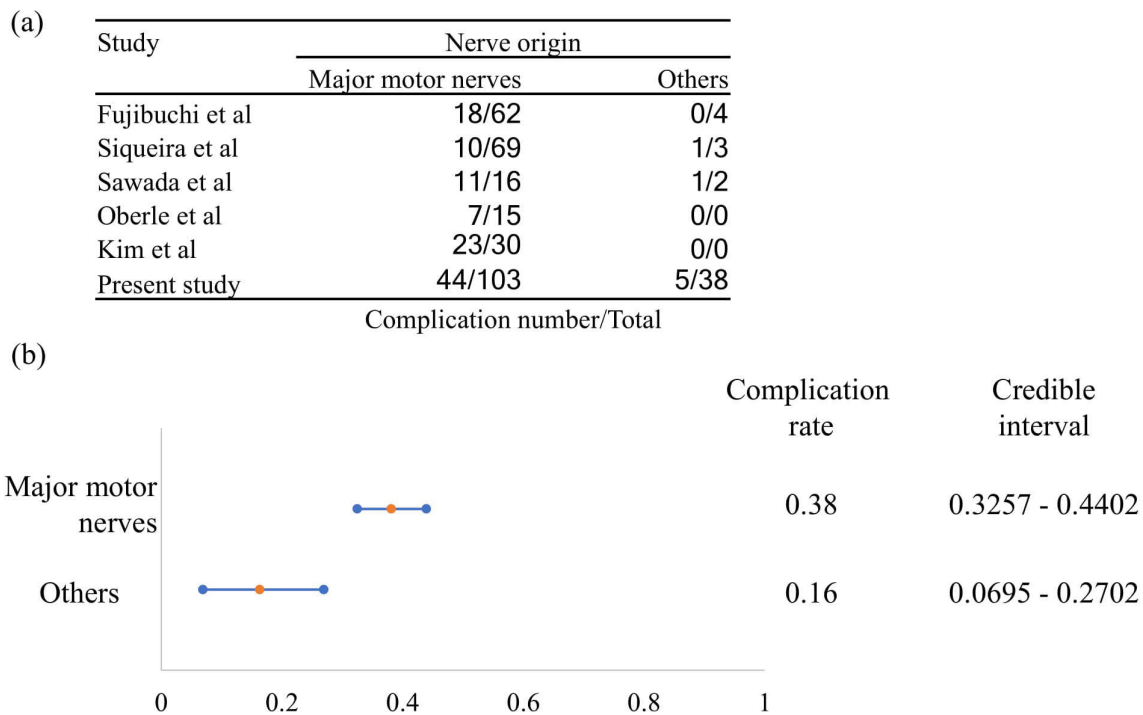 (a)
Study Nerve origin
Major motor nerves Others
Fujibuchi et al 18/62 0/4
Siqueira et al 10/69 1/3
Sawada et al 11/16 1/2
Oberle et al 7/15 0/0
Kim et al 23/30 0/0
Present study 44/103 5/38
Complication number/Total
(b)
Complication Credible
rate interval
Major motor
nerves 0.38 0.3257 - 0.4402
Others 0.16 0.0695 - 0.2702
0 0.2 0.4 0.6 0.8 1